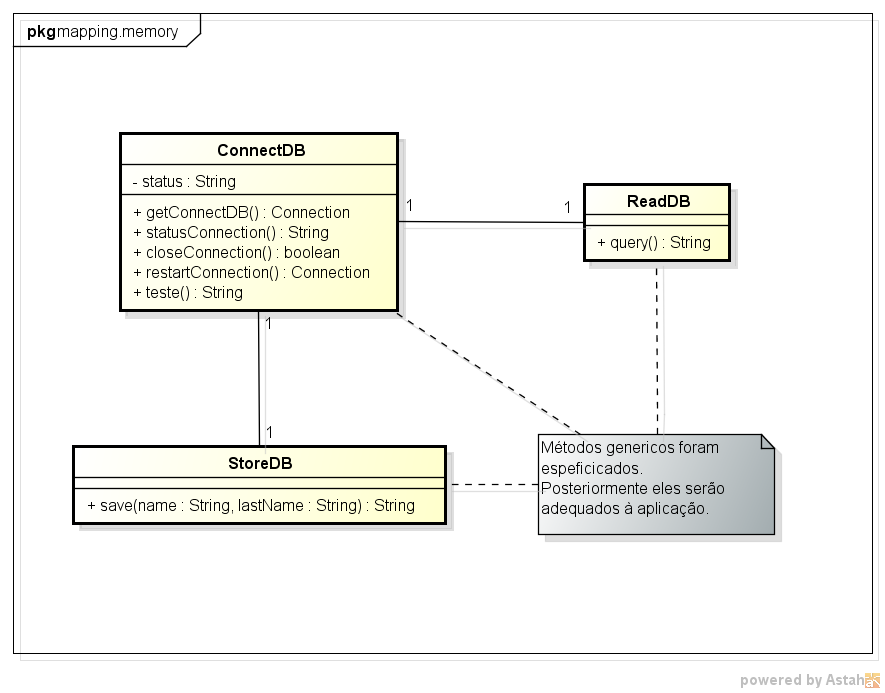 pkg mapping.memory
ConnectDB
- status : String
+ getConnectDB() : Connection
+ statusConnection() : String
+ closeConnection() : boolean
+ restartConnection() : Connection
+ teste() : String
1
1
ReadDB
+ query() : String
1
1
StoreDB
+ save(name : String, lastName : String) : String
Métodos genericos foram
espeficicados.
Posteriormente eles serão
adequados à aplicação.
powered by Astah